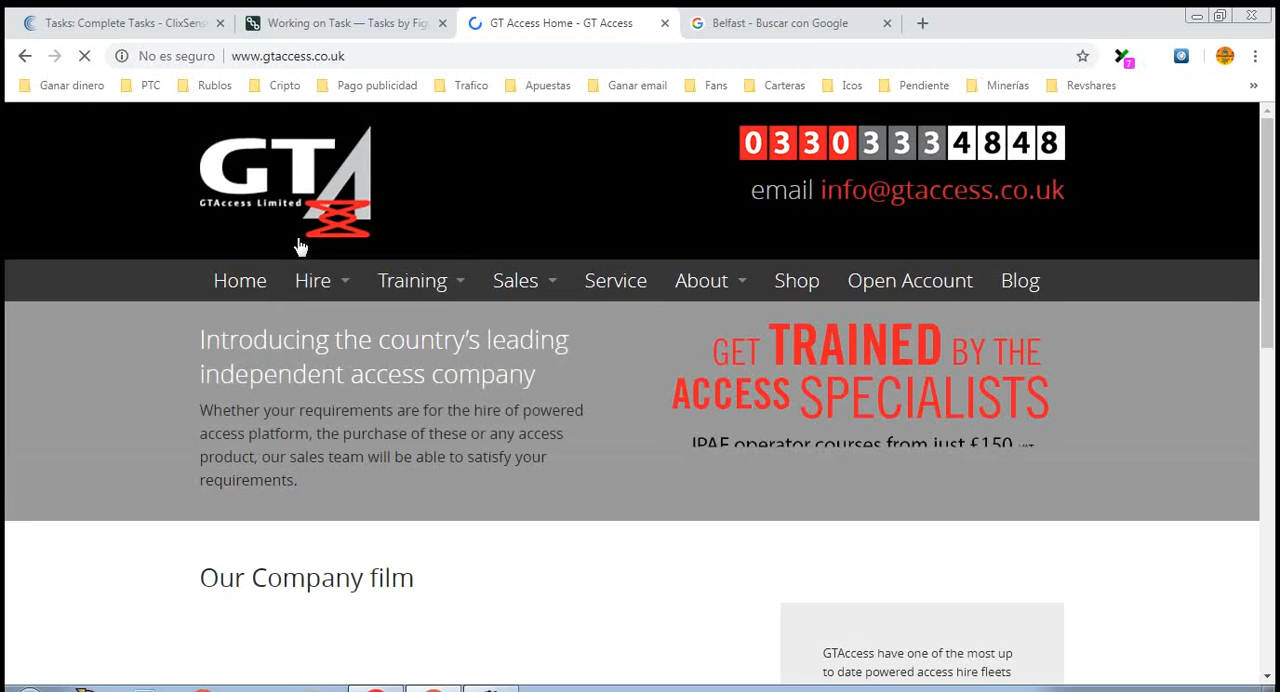 Tasks: Complete Tasks - ClixSens
Working on Task — Tasks by Fig
GT Access Home - GT Access
Belfast - Buscar con Google
No es seguro
www.gtaccess.co.uk
7
Ganar dinero
PTC
Rublos
Cripto
Pago publicidad
Trafico
Apuestas
Ganar email
Fans
Carteras
Icos
Pendiente
Minerías
Revshares
»
GTA
GTAccess Limited
0330 333 4848
email info@gtaccess.co.uk
Home
Hire
Training
Sales
Service
About
Shop
Open Account
Blog
Introducing the country’s leading
independent access company
Whether your requirements are for the hire of powered
access platform, the purchase of these or any access
product, our sales team will be able to satisfy your
requirements.
GET TRAINED BY THE
ACCESS SPECIALISTS
IPAF operator courses from just £150
Our Company film
GTAccess have one of the most up
to date powered access hire fleets